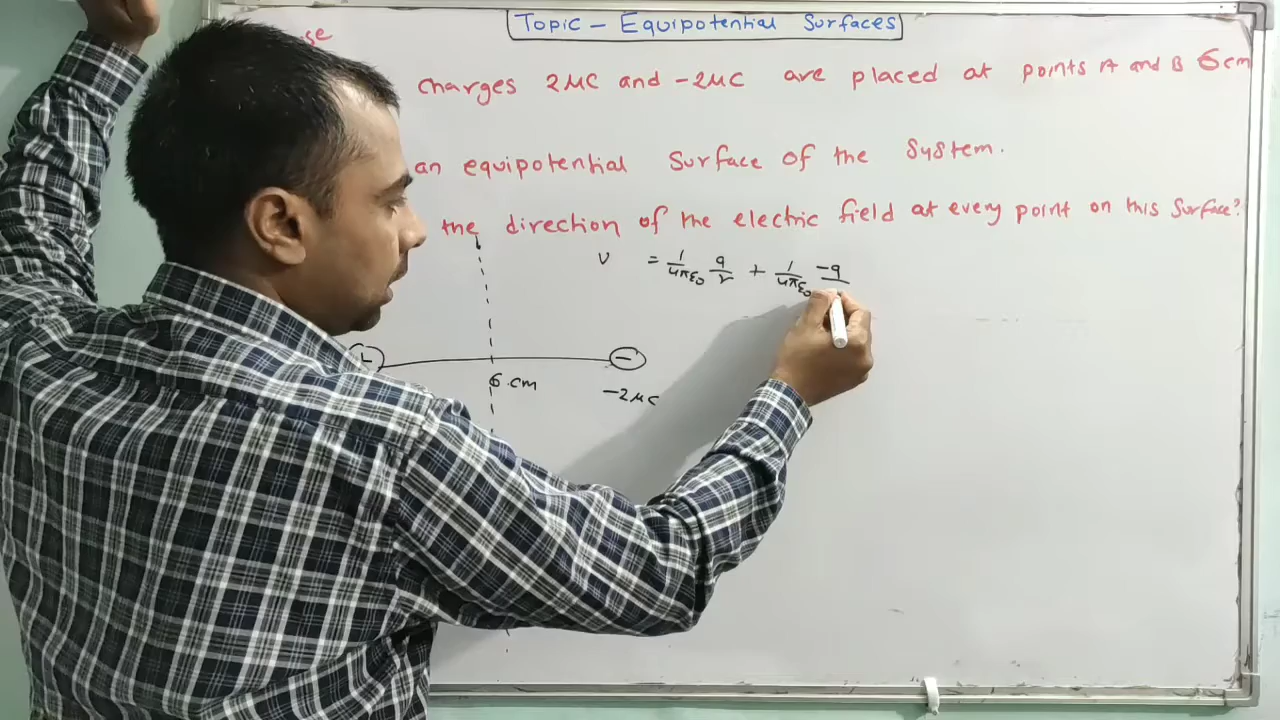 Topic - Equipotential Surfaces
se
charges 2μC and -2μC are placed at points A and B 6cm
an equipotential surface of the system.
the direction of the electric field at every point on this surface?
V = 1/4πε0 q/r + 1/4πε0 -q/
+ −
6 cm
-2μC